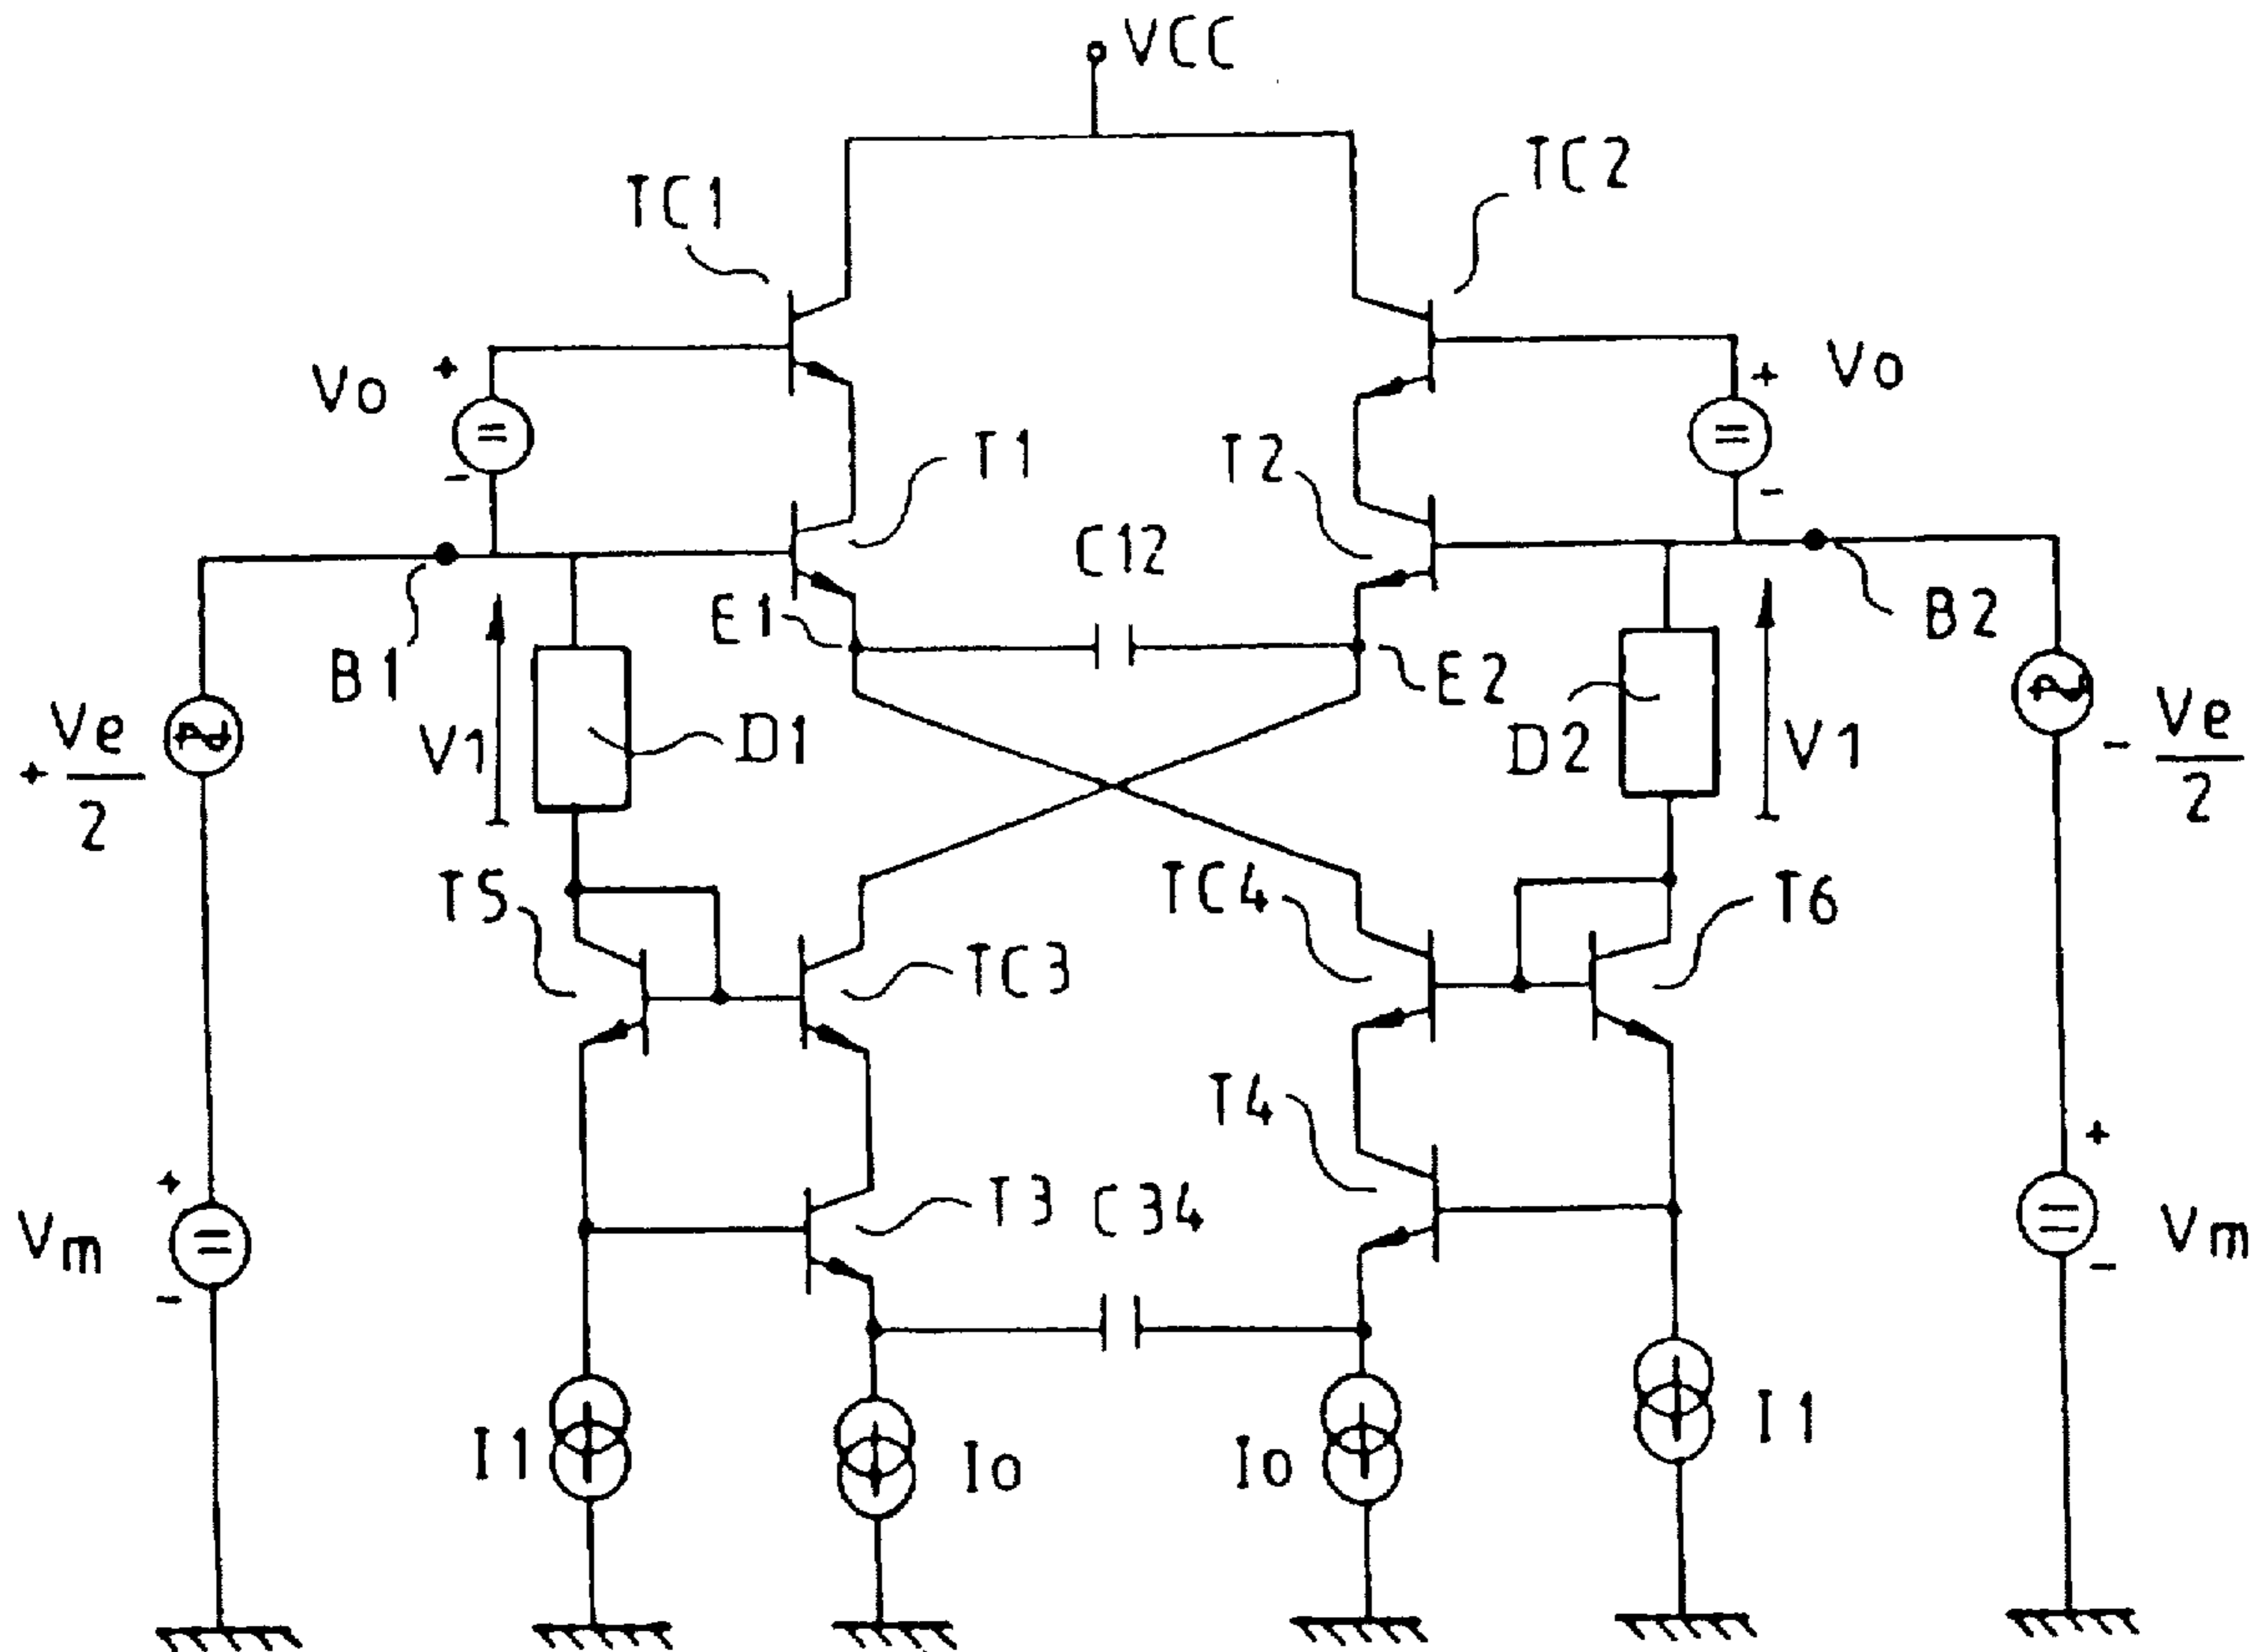 VCC
TC1
TC2
Vo
+
+
Vo
T1
T2
-
-
C12
E1
B1
E2
B2
V1
D1
D2
V1
+ Ve/2
- Ve/2
T5
TC3
TC4
T6
T4
+
+
T3
C34
Vm
Vm
-
-
I1
Io
Io
I1